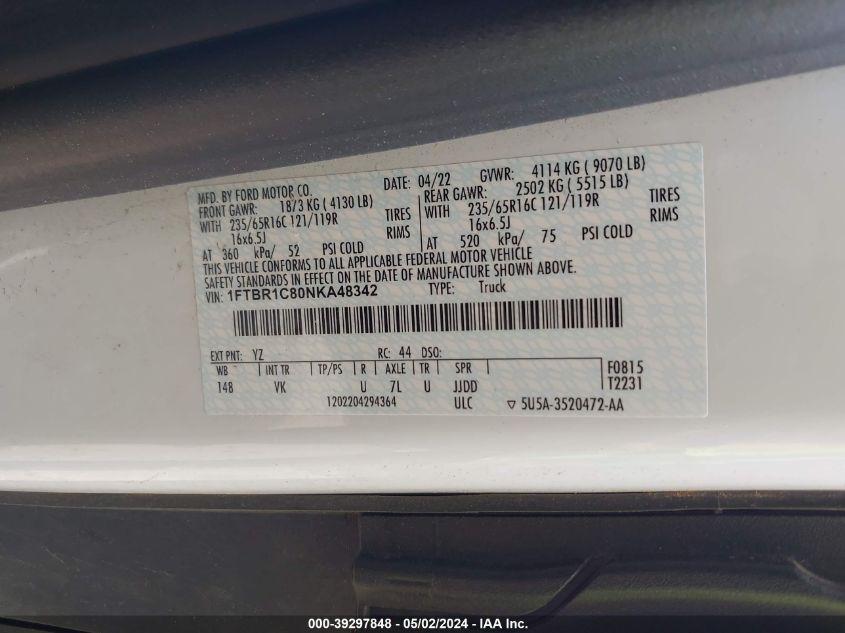 MFD. BY FORD MOTOR CO. DATE: 04/22 GVWR: 4114 KG ( 9070 LB)
FRONT GAWR: 1873 KG ( 4130 LB) REAR GAWR: 2502 KG ( 5515 LB)
WITH 235/65R16C 121/119R TIRES WITH 235/65R16C 121/119R TIRES
16x6.5J RIMS 16x6.5J RIMS
AT 360 kPa/ 52 PSI COLD AT 520 kPa/ 75 PSI COLD
THIS VEHICLE CONFORMS TO ALL APPLICABLE FEDERAL MOTOR VEHICLE
SAFETY STANDARDS IN EFFECT ON THE DATE OF MANUFACTURE SHOWN ABOVE.
VIN: 1FTBR1C80NKA48342 TYPE: Truck
EXT PNT: YZ RC: 44 DSO:
WB INT TR TP/PS R AXLE TR SPR F0815
148 VK U 7L U JJDD T2231
1202204294364 ULC ▽ 5U5A-3520472-AA
000-39297848 - 05/02/2024 - IAA Inc.